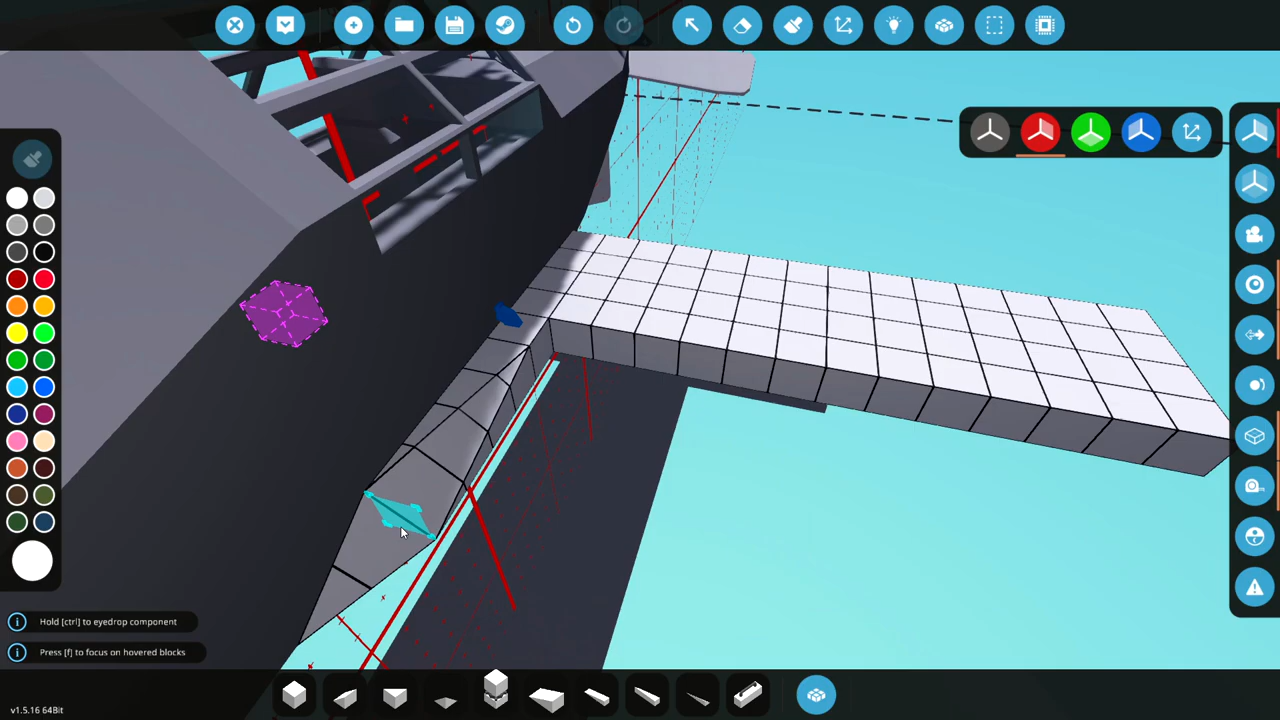 Hold [ctrl] to eyedrop component
Press [f] to focus on hovered blocks
v1.5.16 64Bit